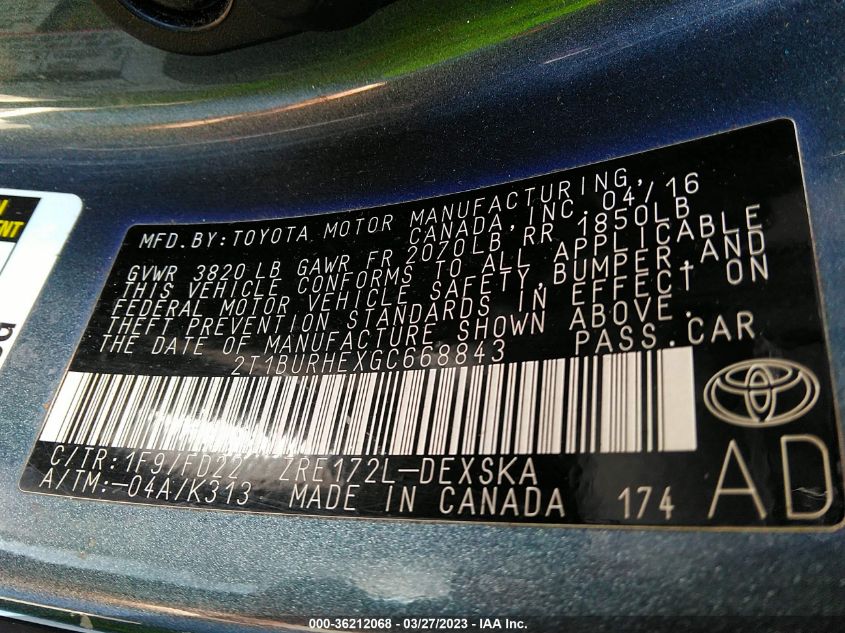 MFD. BY: TOYOTA MOTOR MANUFACTURING,
CANADA, INC. 04/16
GVWR 3820 LB GAWR FR 2070LB, RR 1850LB
THIS VEHICLE CONFORMS TO ALL APPLICABLE
FEDERAL MOTOR VEHICLE SAFETY, BUMPER, AND
THEFT PREVENTION STANDARDS IN EFFECT ON
THE DATE OF MANUFACTURE SHOWN ABOVE.
2T1BURHEXGC668843 PASS. CAR
C/TR: 1F9/FD22 ZRE172L-DEXSKA
A/TM: -04A/K313 MADE IN CANADA 174
AD
000-36212068 - 03/27/2023 - IAA Inc.